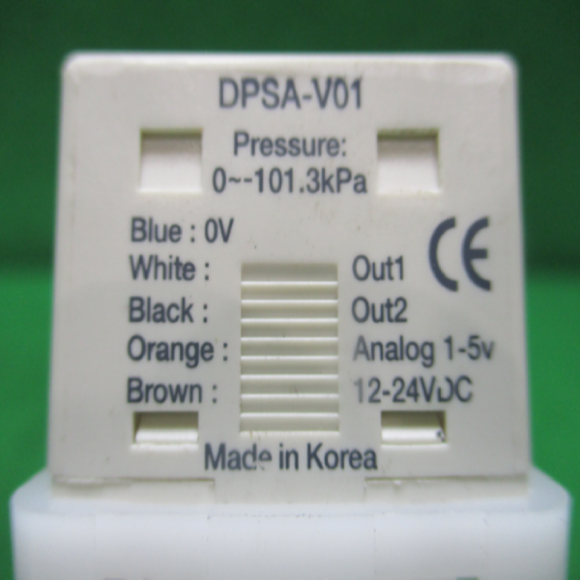 DPSA-V01
Pressure:
0~-101.3kPa
Blue : 0V
White : Out1
Black : Out2
Orange : Analog 1-5v
Brown : 12-24VDC
CE
Made in Korea